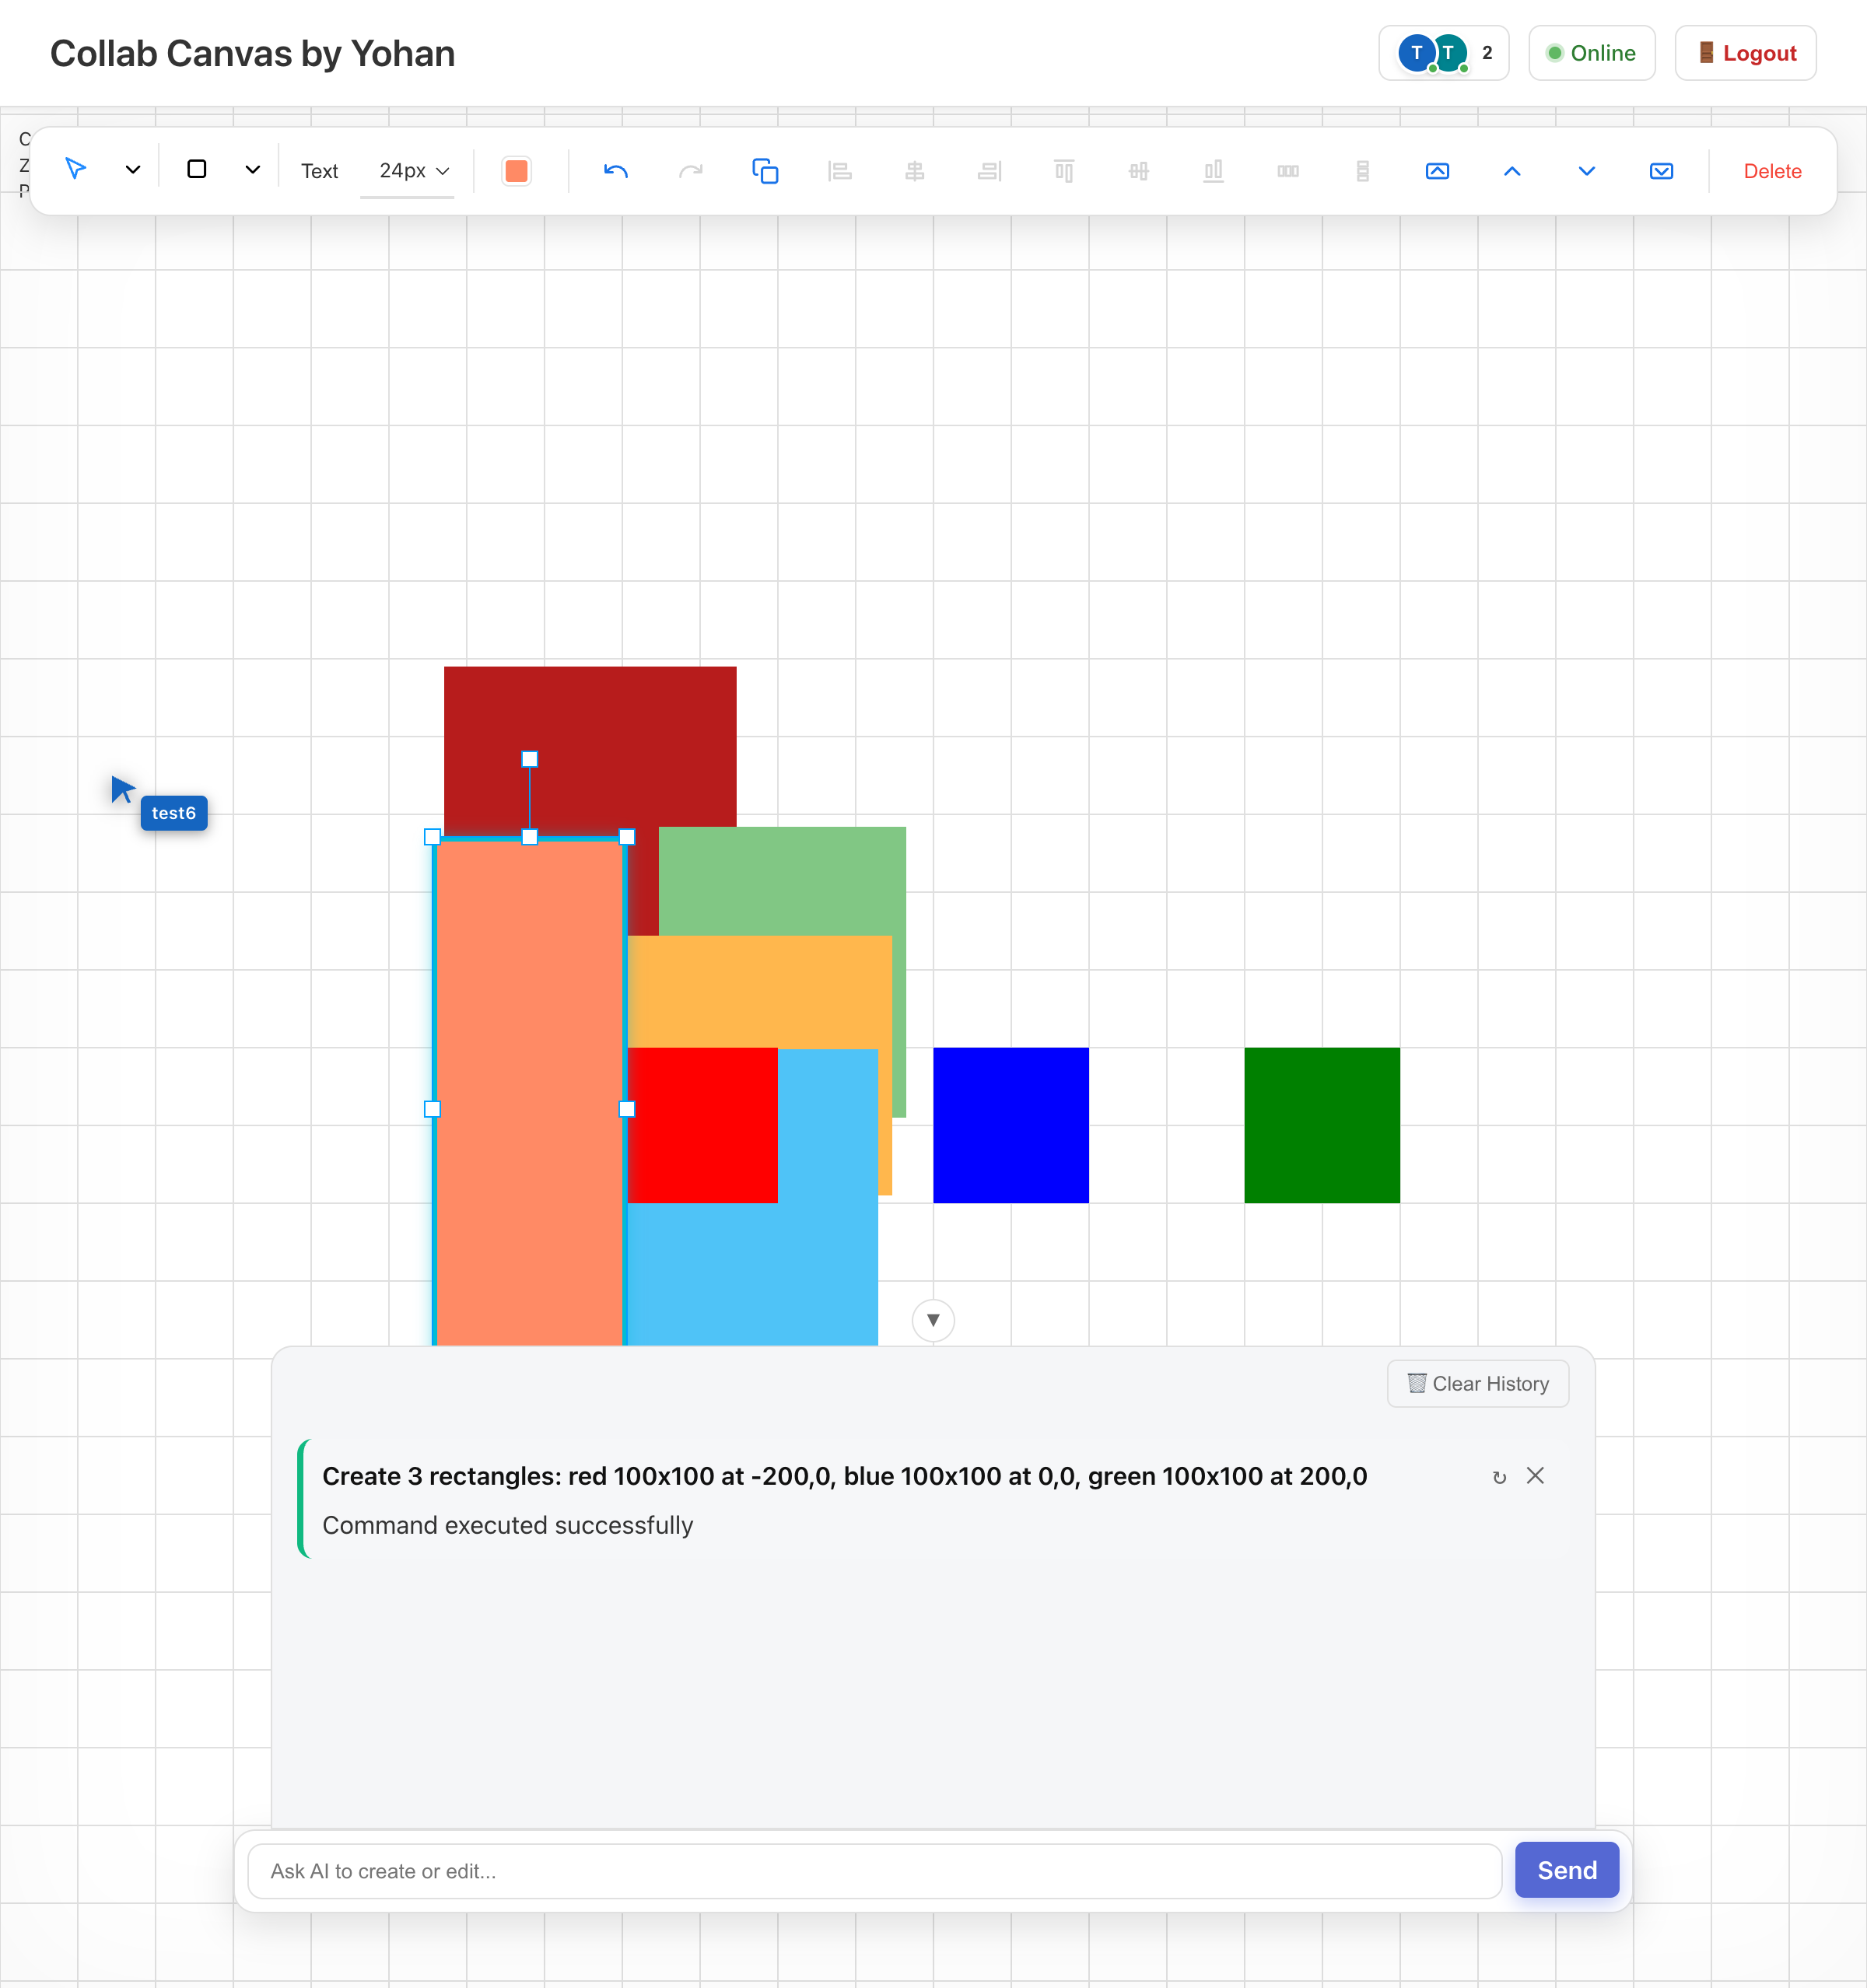 Collab Canvas by Yohan
T T 2
Online
Logout
Text
24px
Delete
test6
Clear History
Create 3 rectangles: red 100x100 at -200,0, blue 100x100 at 0,0, green 100x100 at 200,0
Command executed successfully
Ask AI to create or edit...
Send